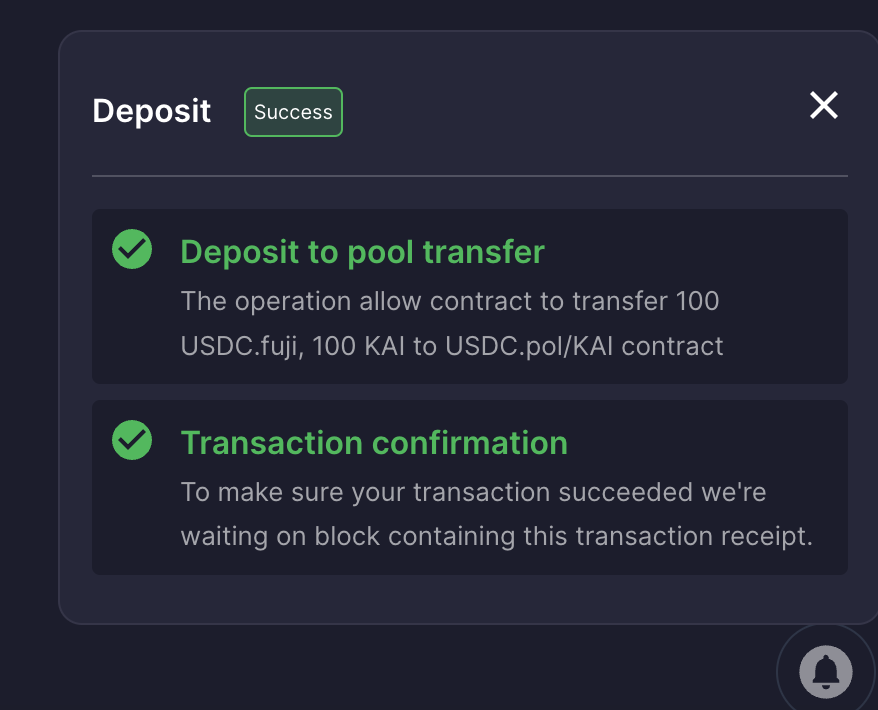 Deposit
Success
Deposit to pool transfer
The operation allow contract to transfer 100
USDC.fuji, 100 KAI to USDC.pol/KAI contract
Transaction confirmation
To make sure your transaction succeeded we're
waiting on block containing this transaction receipt.